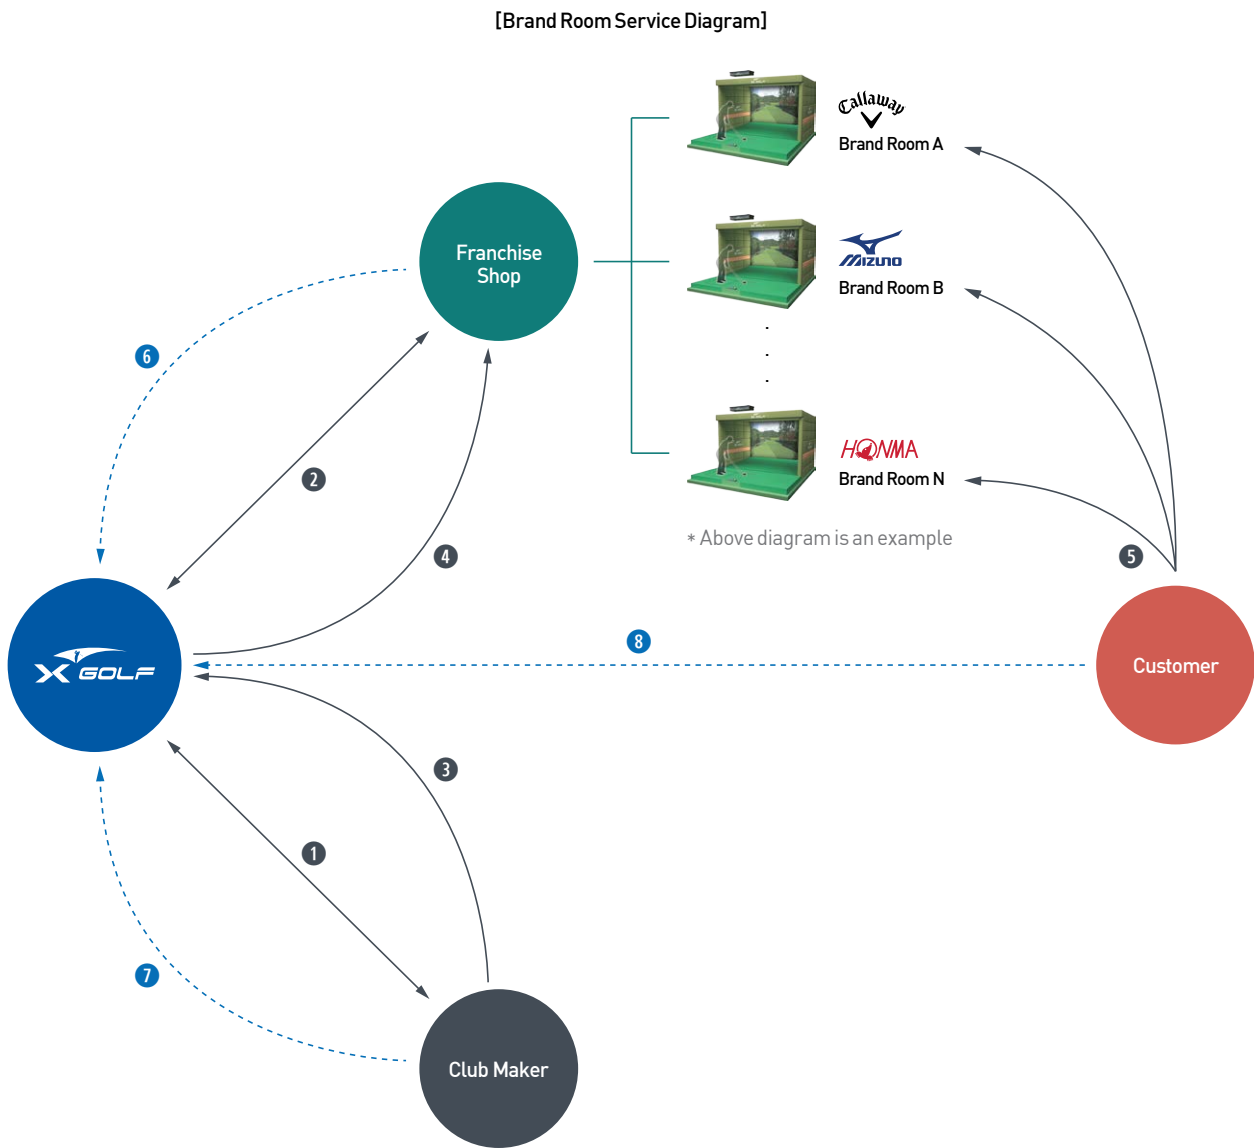 [Brand Room Service Diagram]
Callaway
Brand Room A
Franchise
Shop
MIZUNO
Brand Room B
6
2
HONMA
Brand Room N
* Above diagram is an example
4
5
8
X GOLF
Customer
3
1
7
Club Maker